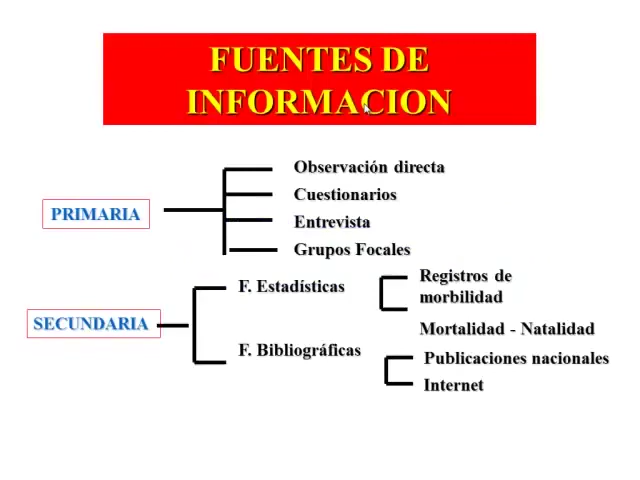 FUENTES DE
INFORMACION
PRIMARIA
Observación directa
Cuestionarios
Entrevista
Grupos Focales
SECUNDARIA
F. Estadísticas
Registros de
morbilidad
Mortalidad - Natalidad
F. Bibliográficas
Publicaciones nacionales
Internet